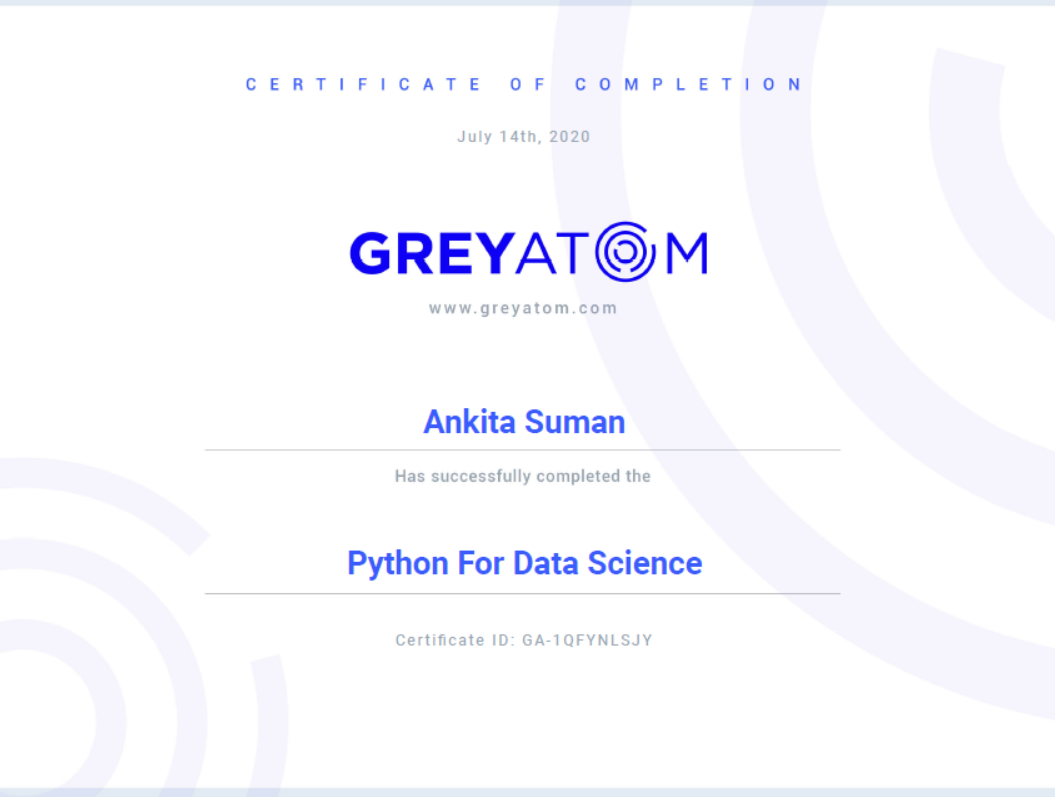 CERTIFICATE OF COMPLETION
July 14th, 2020
GREYATOM
www.greyatom.com
Ankita Suman
Has successfully completed the
Python For Data Science
Certificate ID: GA-1QFYNLSJY